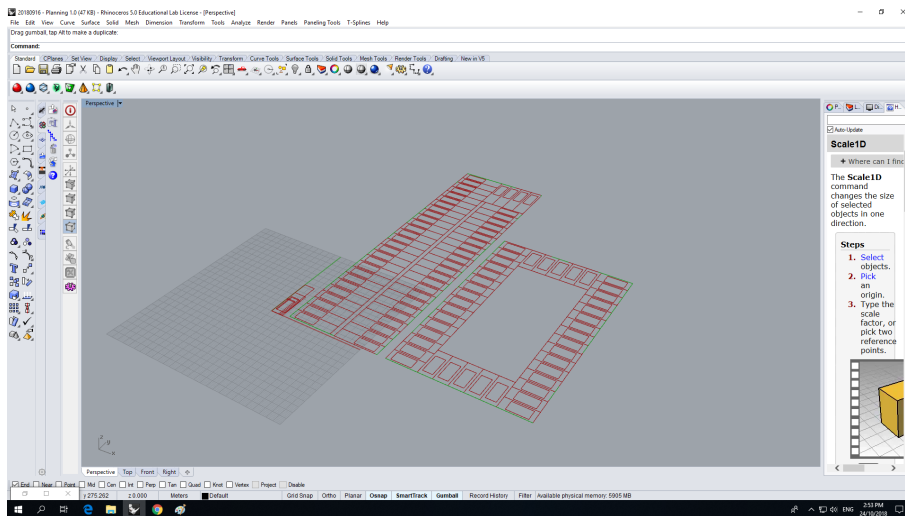 20180916 - Planning 1.0 (47 KB) - Rhinoceros 5.0 Educational Lab License - [Perspective]
File Edit View Curve Surface Solid Mesh Dimension Transform Tools Analyze Render Panels Paneling Tools T-Splines Help
Drag gumball, tap Alt to make a duplicate:
Command:
Standard CPlanes Set View Display Select Viewport Layout Visibility Transform Curve Tools Surface Tools Solid Tools Mesh Tools Render Tools Drafting New in V5
Perspective
P.. L.. Di.. H..
Auto-Update
Scale1D
+ Where can I find
The Scale1D
command
changes the size
of selected
objects in one
direction.
Steps
1. Select
objects.
2. Pick
an
origin.
3. Type the
scale
factor, or
pick two
reference
points.
z
y
x
Perspective Top Front Right
End Near Point Mid Cen Int Perp Tan Quad Knot Vertex Project Disable
y 275.262 z 0.000 Meters Default Grid Snap Ortho Planar Osnap SmartTrack Gumball Record History Filter Available physical memory: 5905 MB
ENG
2:53 PM
24/10/2018